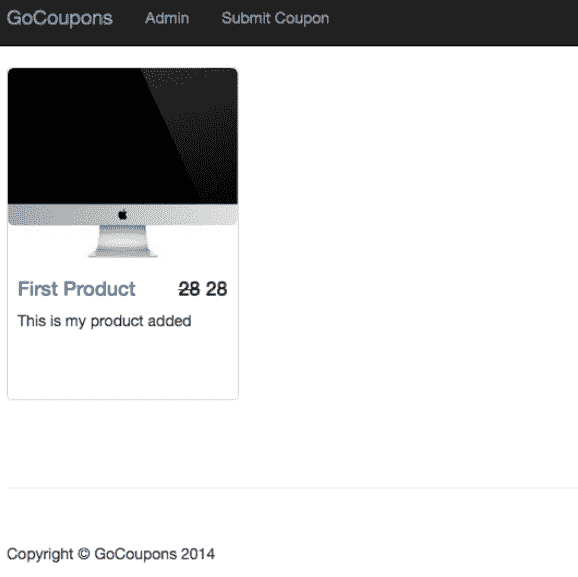 GoCoupons Admin Submit Coupon
First Product 28 28
This is my product added
Copyright © GoCoupons 2014